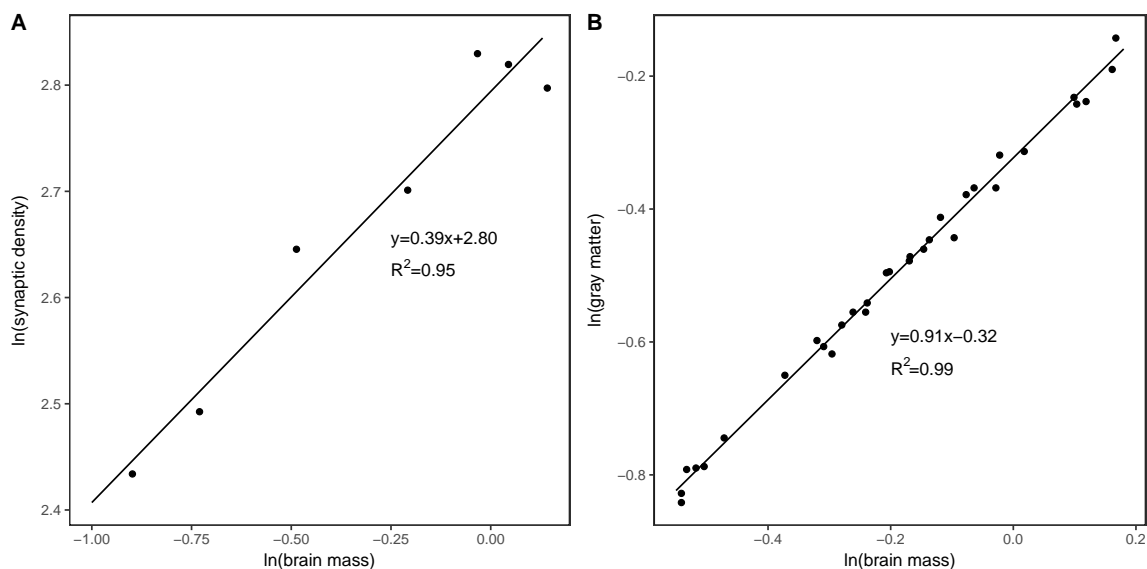 A
ln(synaptic density)
2.8
2.7
2.6
2.5
2.4
y=0.39x+2.80
R²=0.95
−1.00
−0.75
−0.50
−0.25
0.00
ln(brain mass)
B
ln(gray matter)
−0.2
−0.4
−0.6
−0.8
y=0.91x−0.32
R²=0.99
−0.4
−0.2
0.0
0.2
ln(brain mass)